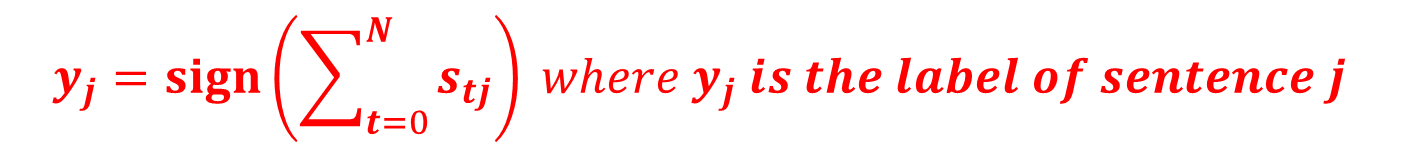 y_j = sign(∑_{t=0}^{N} s_{tj}) where y_j is the label of sentence j